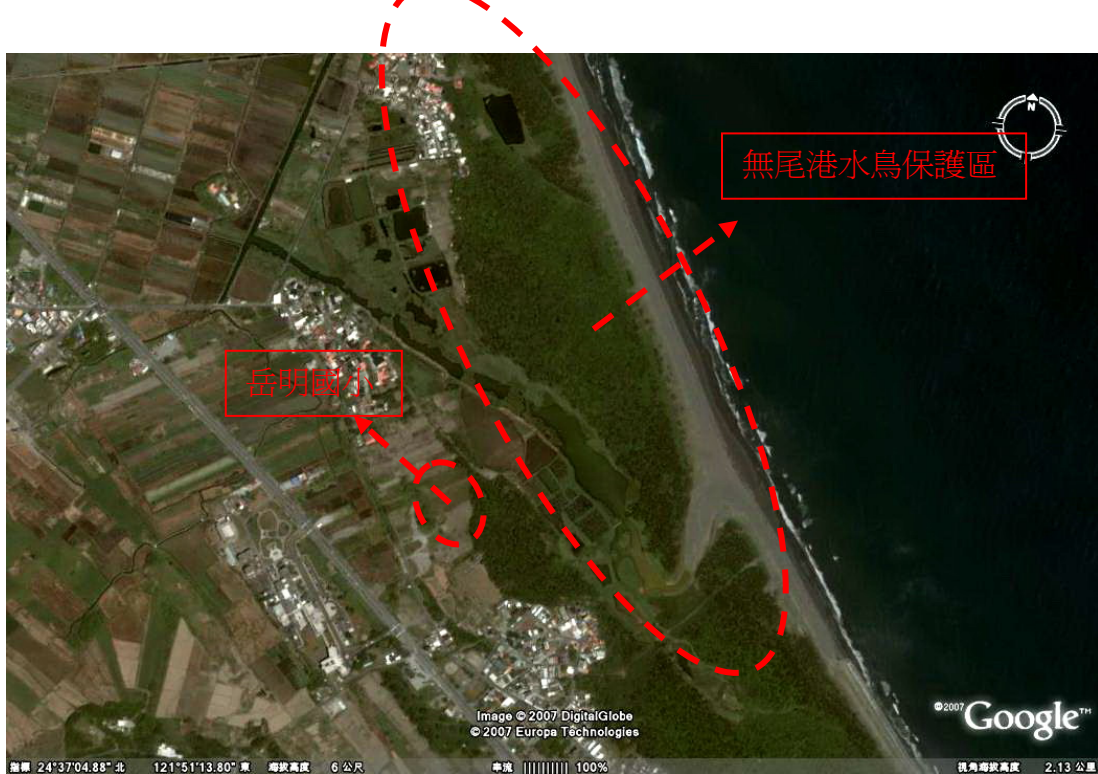 N
無尾港水鳥保護區
岳明國小
Image © 2007 DigitalGlobe
© 2007 Europa Technologies
©2007 Google™
指標 24°37'04.88" 北 121°51'13.80" 東 海拔高度 6 公尺 串流 ||||||||| 100% 視角海拔高度 2.13 公里